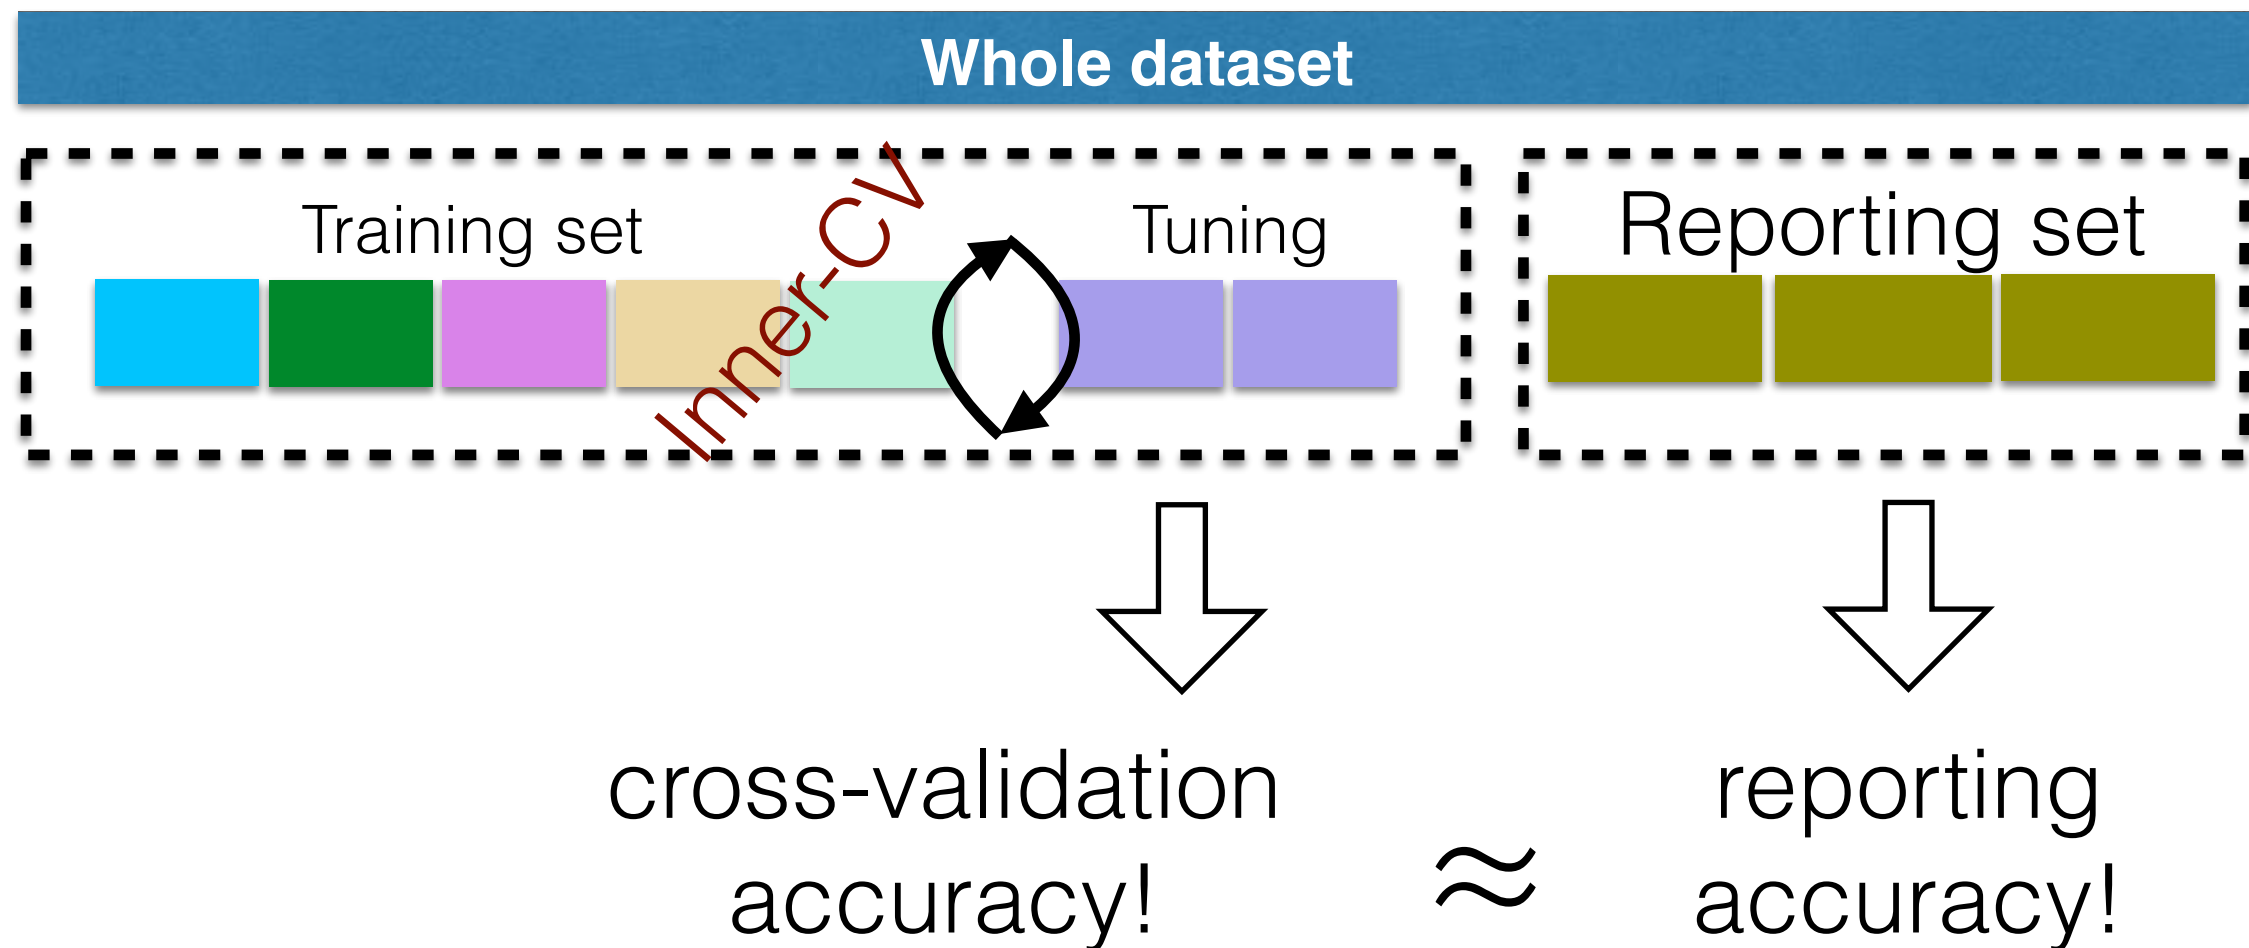 Whole dataset
Training set
Inner-CV
Tuning
Reporting set
cross-validation
accuracy!
≈
reporting
accuracy!